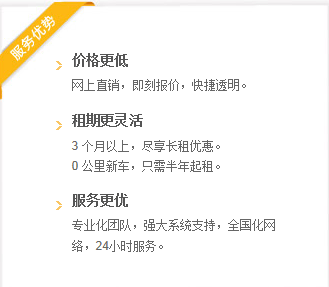 服务优势
价格更低
网上直销，即刻报价，快捷透明。
租期更灵活
3 个月以上，尽享长租优惠。
0 公里新车，只需半年起租。
服务更优
专业化团队，强大系统支持，全国化网
络，24小时服务。